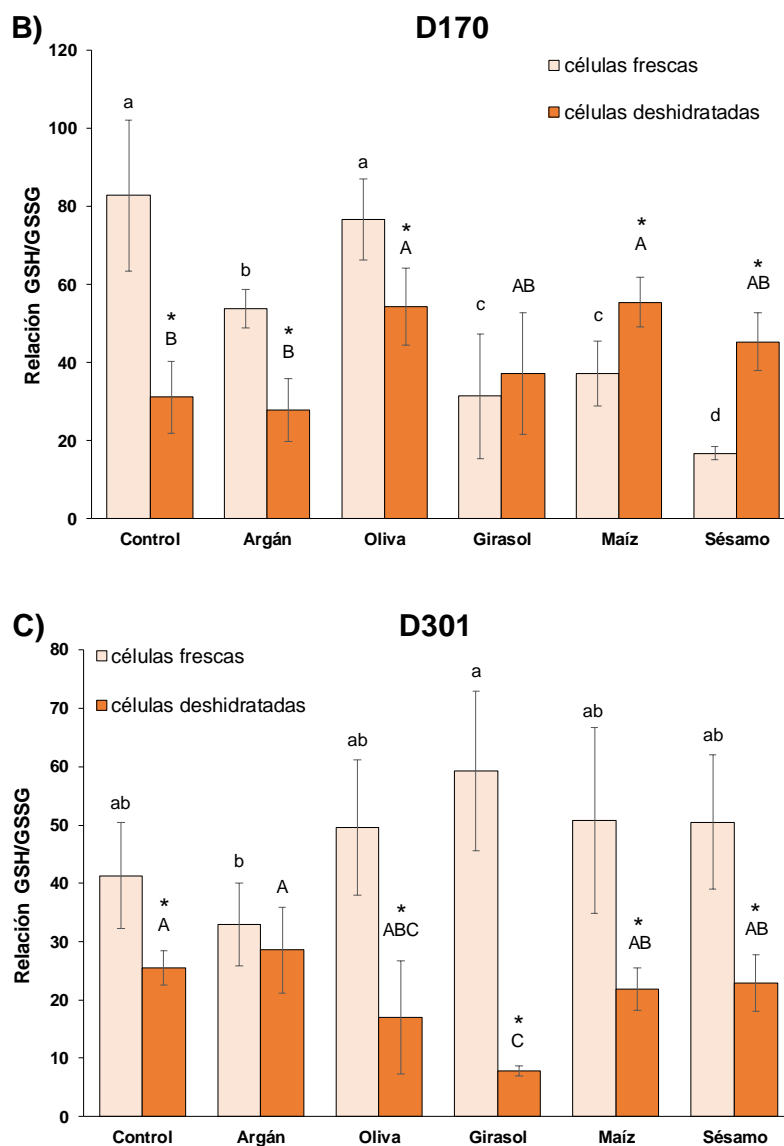 B)
D170
120
100
80
60
40
20
0
Relación GSH/GSSG
células frescas
células deshidratadas
a
*
B
b
*
B
a
*
A
c
AB
c
*
A
d
*
AB
Control Argán Oliva Girasol Maíz Sésamo
C)
D301
80
70
60
50
40
30
20
10
0
Relación GSH/GSSG
células frescas
células deshidratadas
ab
*
A
b
A
ab
*
ABC
a
*
C
ab
*
AB
ab
*
AB
Control Argán Oliva Girasol Maíz Sésamo